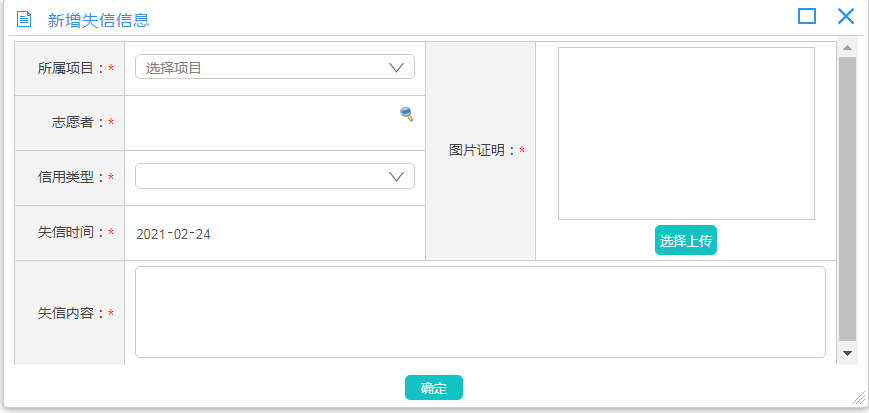 新增失信信息
所属项目：*
选择项目
志愿者：*
信用类型：*
失信时间：*
2021-02-24
图片证明：*
选择上传
失信内容：*
确定